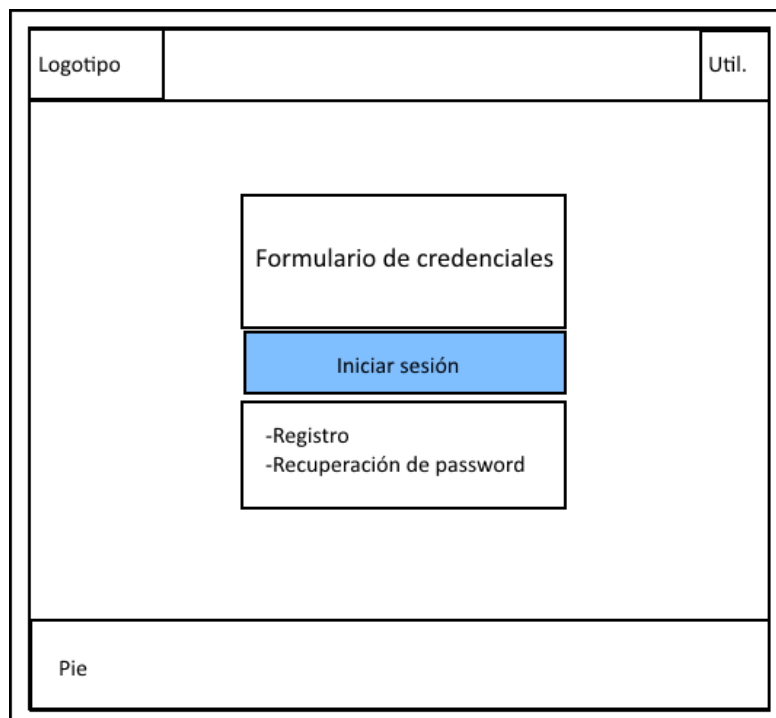 Logotipo
Util.
Formulario de credenciales
Iniciar sesión
-Registro
-Recuperación de password
Pie